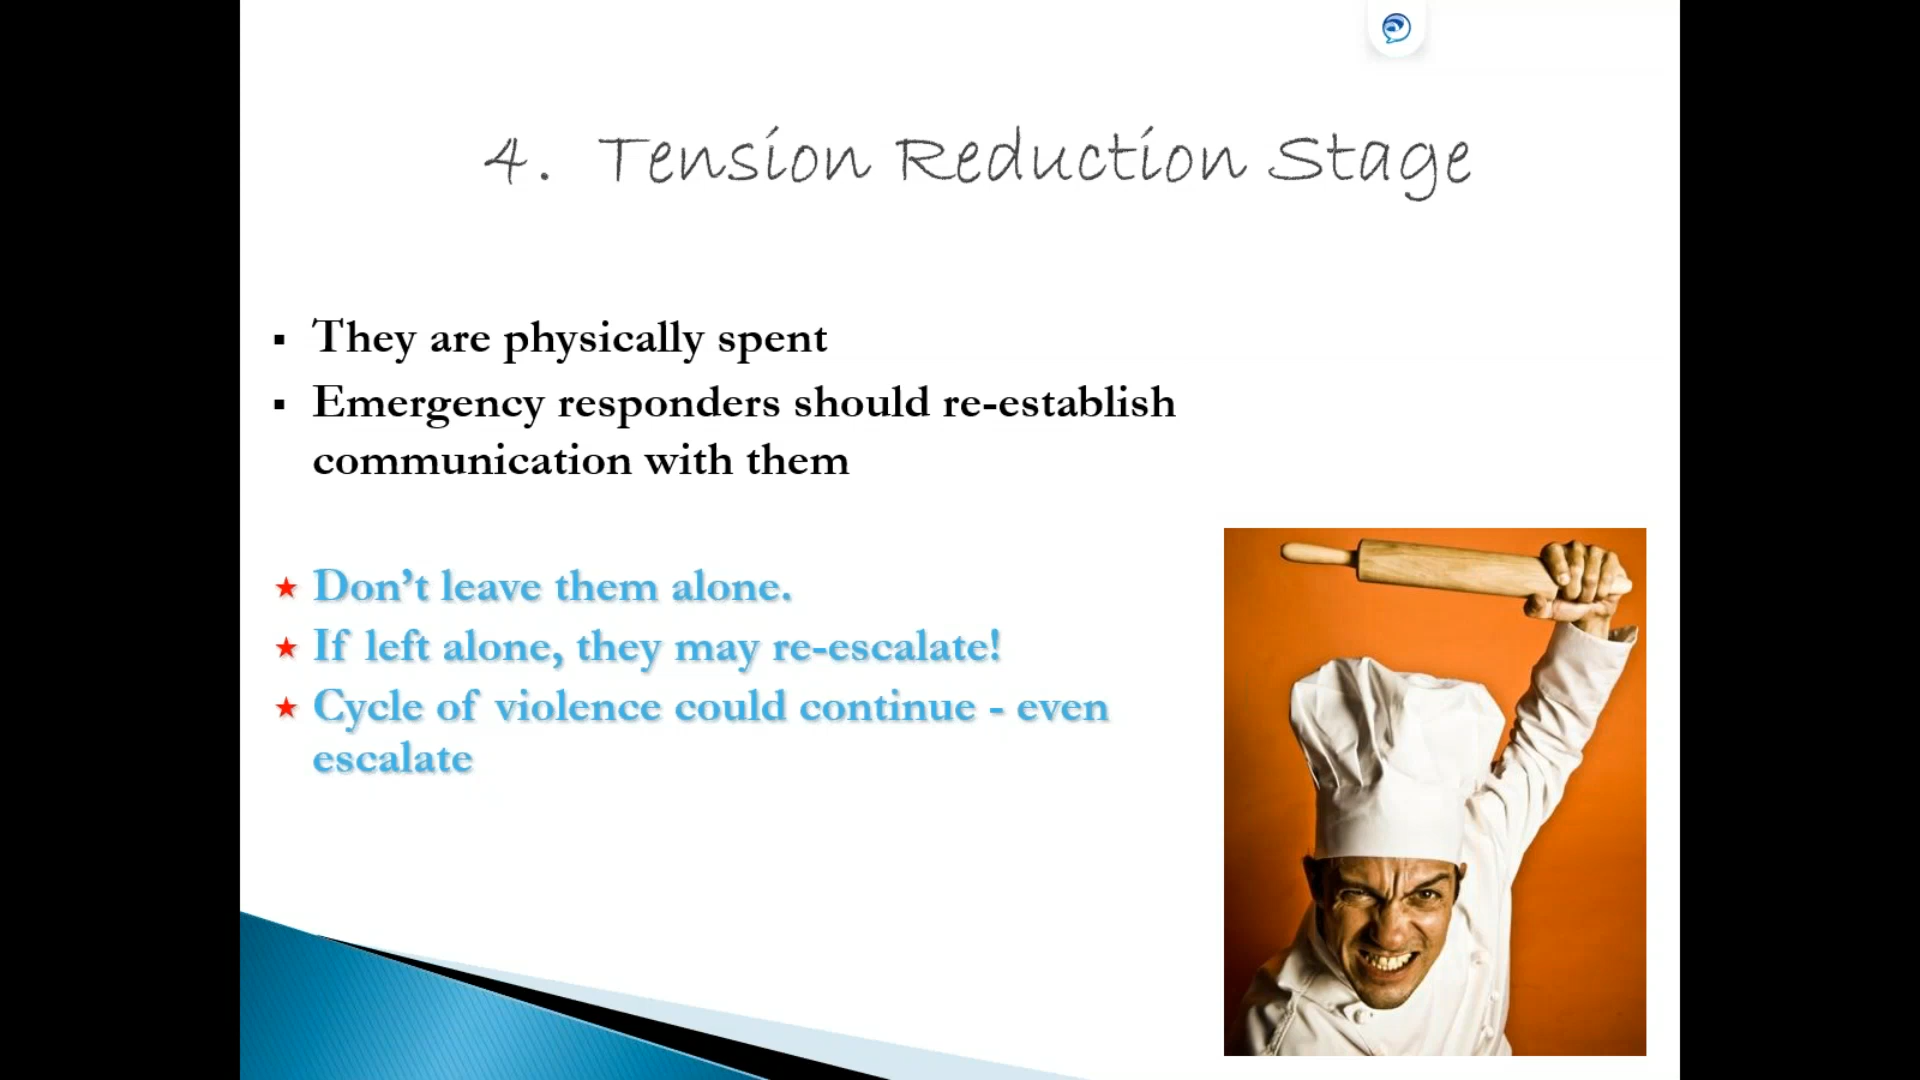 4. Tension Reduction Stage
▪ They are physically spent
▪ Emergency responders should re-establish
communication with them
★ Don’t leave them alone.
★ If left alone, they may re-escalate!
★ Cycle of violence could continue - even
escalate